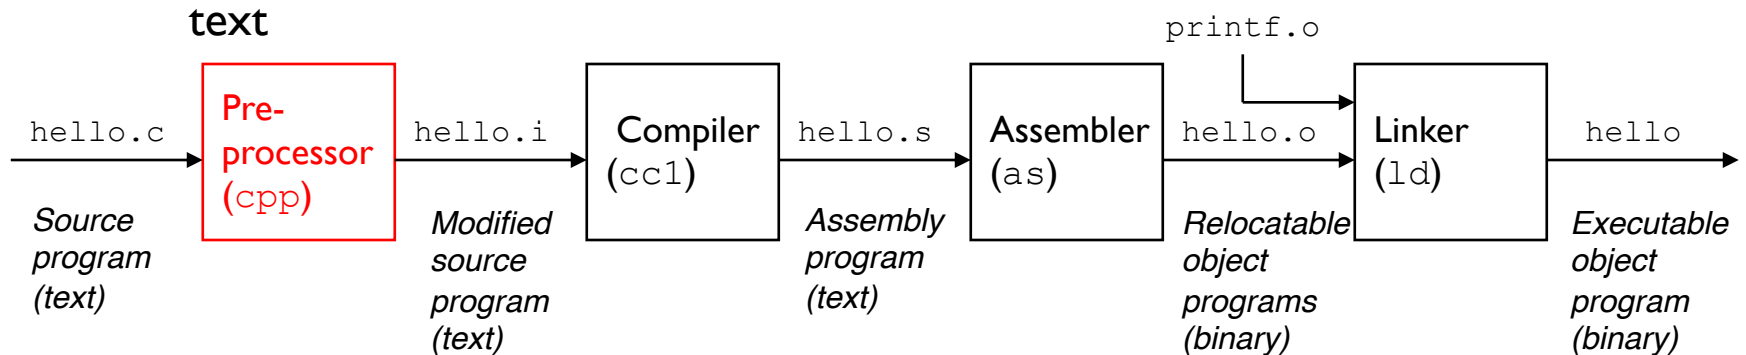 text
printf.o
hello.c
Pre-
processor
(cpp)
hello.i
Compiler
(cc1)
hello.s
Assembler
(as)
hello.o
Linker
(ld)
hello
Source
program
(text)
Modified
source
program
(text)
Assembly
program
(text)
Relocatable
object
programs
(binary)
Executable
object
program
(binary)